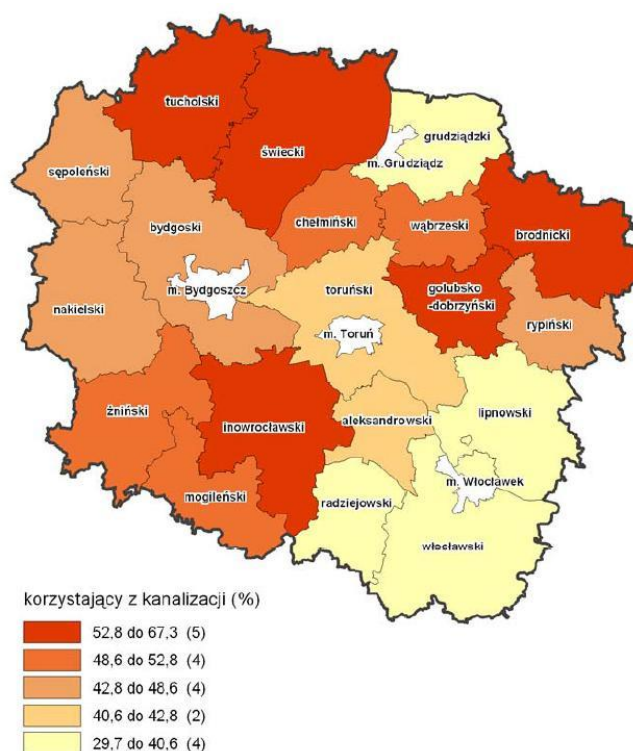 tucholski
świecki
grudziądzki
m. Grudziądz
sępoleński
bydgoski
chełmiński
wąbrzeski
brodnicki
m. Bydgoszcz
toruński
golubsko
-dobrzyński
nakielski
m. Toruń
rypiński
żniński
inowrocławski
aleksandrowski
lipnowski
mogileński
radziejowski
m. Włocławek
włocławski
korzystający z kanalizacji (%)
52,8 do 67,3 (5)
48,6 do 52,8 (4)
42,8 do 48,6 (4)
40,6 do 42,8 (2)
29,7 do 40,6 (4)